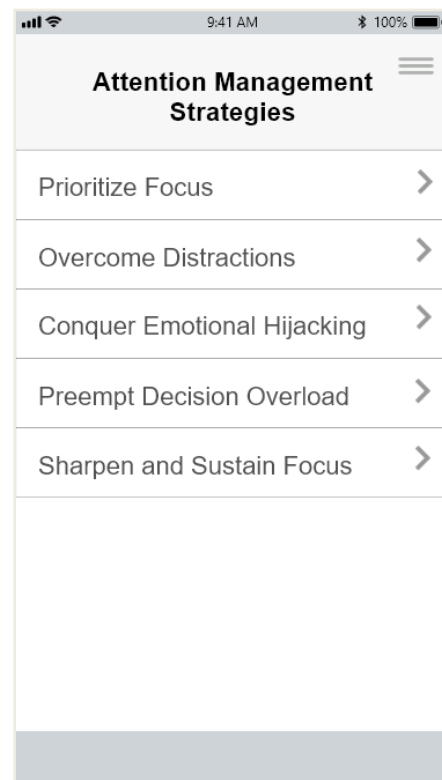 9:41 AM
100%
Attention Management
Strategies
Prioritize Focus
Overcome Distractions
Conquer Emotional Hijacking
Preempt Decision Overload
Sharpen and Sustain Focus